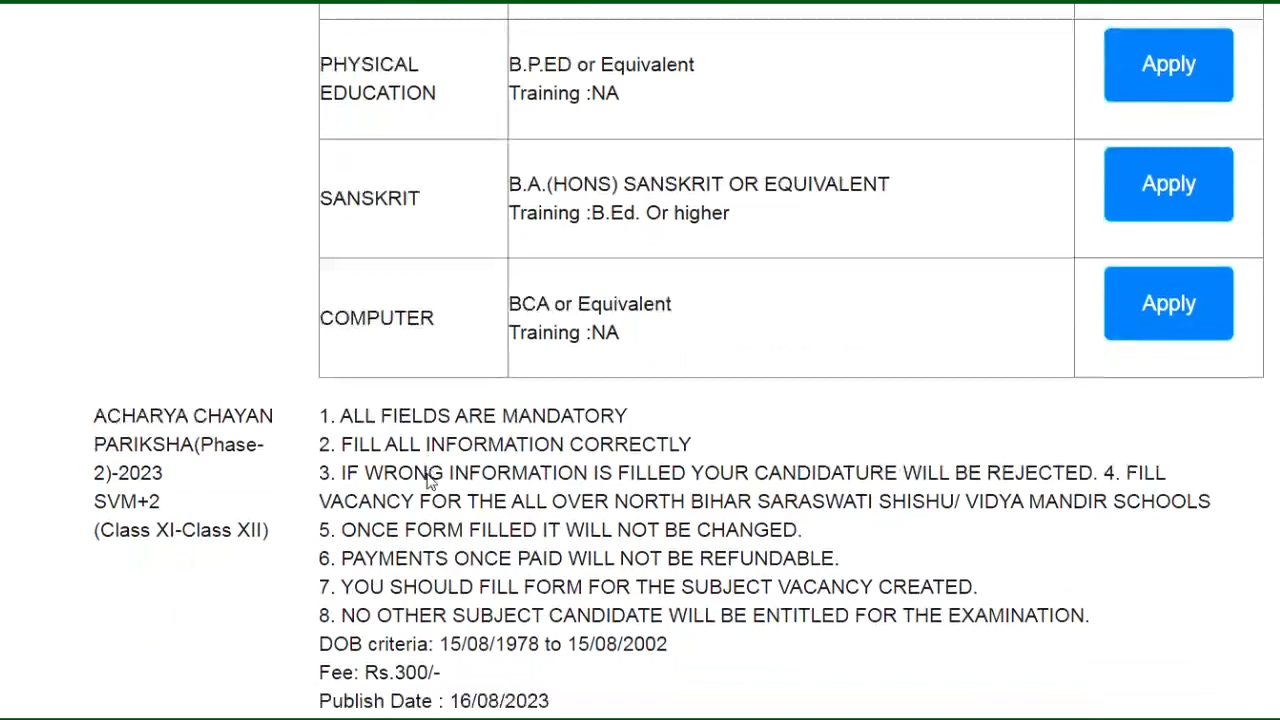 PHYSICAL
EDUCATION
B.P.ED or Equivalent
Training :NA
Apply
SANSKRIT
B.A.(HONS) SANSKRIT OR EQUIVALENT
Training :B.Ed. Or higher
Apply
COMPUTER
BCA or Equivalent
Training :NA
Apply
ACHARYA CHAYAN
PARIKSHA(Phase-
2)-2023
SVM+2
(Class XI-Class XII)
1. ALL FIELDS ARE MANDATORY
2. FILL ALL INFORMATION CORRECTLY
3. IF WRONG INFORMATION IS FILLED YOUR CANDIDATURE WILL BE REJECTED. 4. FILL
VACANCY FOR THE ALL OVER NORTH BIHAR SARASWATI SHISHU/ VIDYA MANDIR SCHOOLS
5. ONCE FORM FILLED IT WILL NOT BE CHANGED.
6. PAYMENTS ONCE PAID WILL NOT BE REFUNDABLE.
7. YOU SHOULD FILL FORM FOR THE SUBJECT VACANCY CREATED.
8. NO OTHER SUBJECT CANDIDATE WILL BE ENTITLED FOR THE EXAMINATION.
DOB criteria: 15/08/1978 to 15/08/2002
Fee: Rs.300/-
Publish Date : 16/08/2023